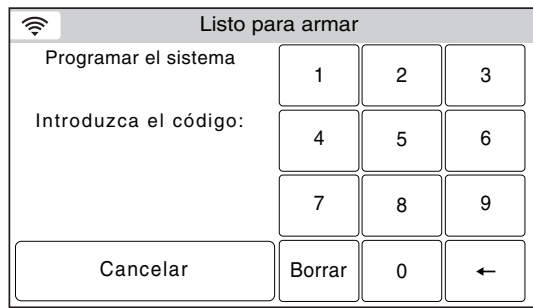 Listo para armar
Programar el sistema
Introduzca el código:
1 2 3
4 5 6
7 8 9
Cancelar
Borrar 0 ←